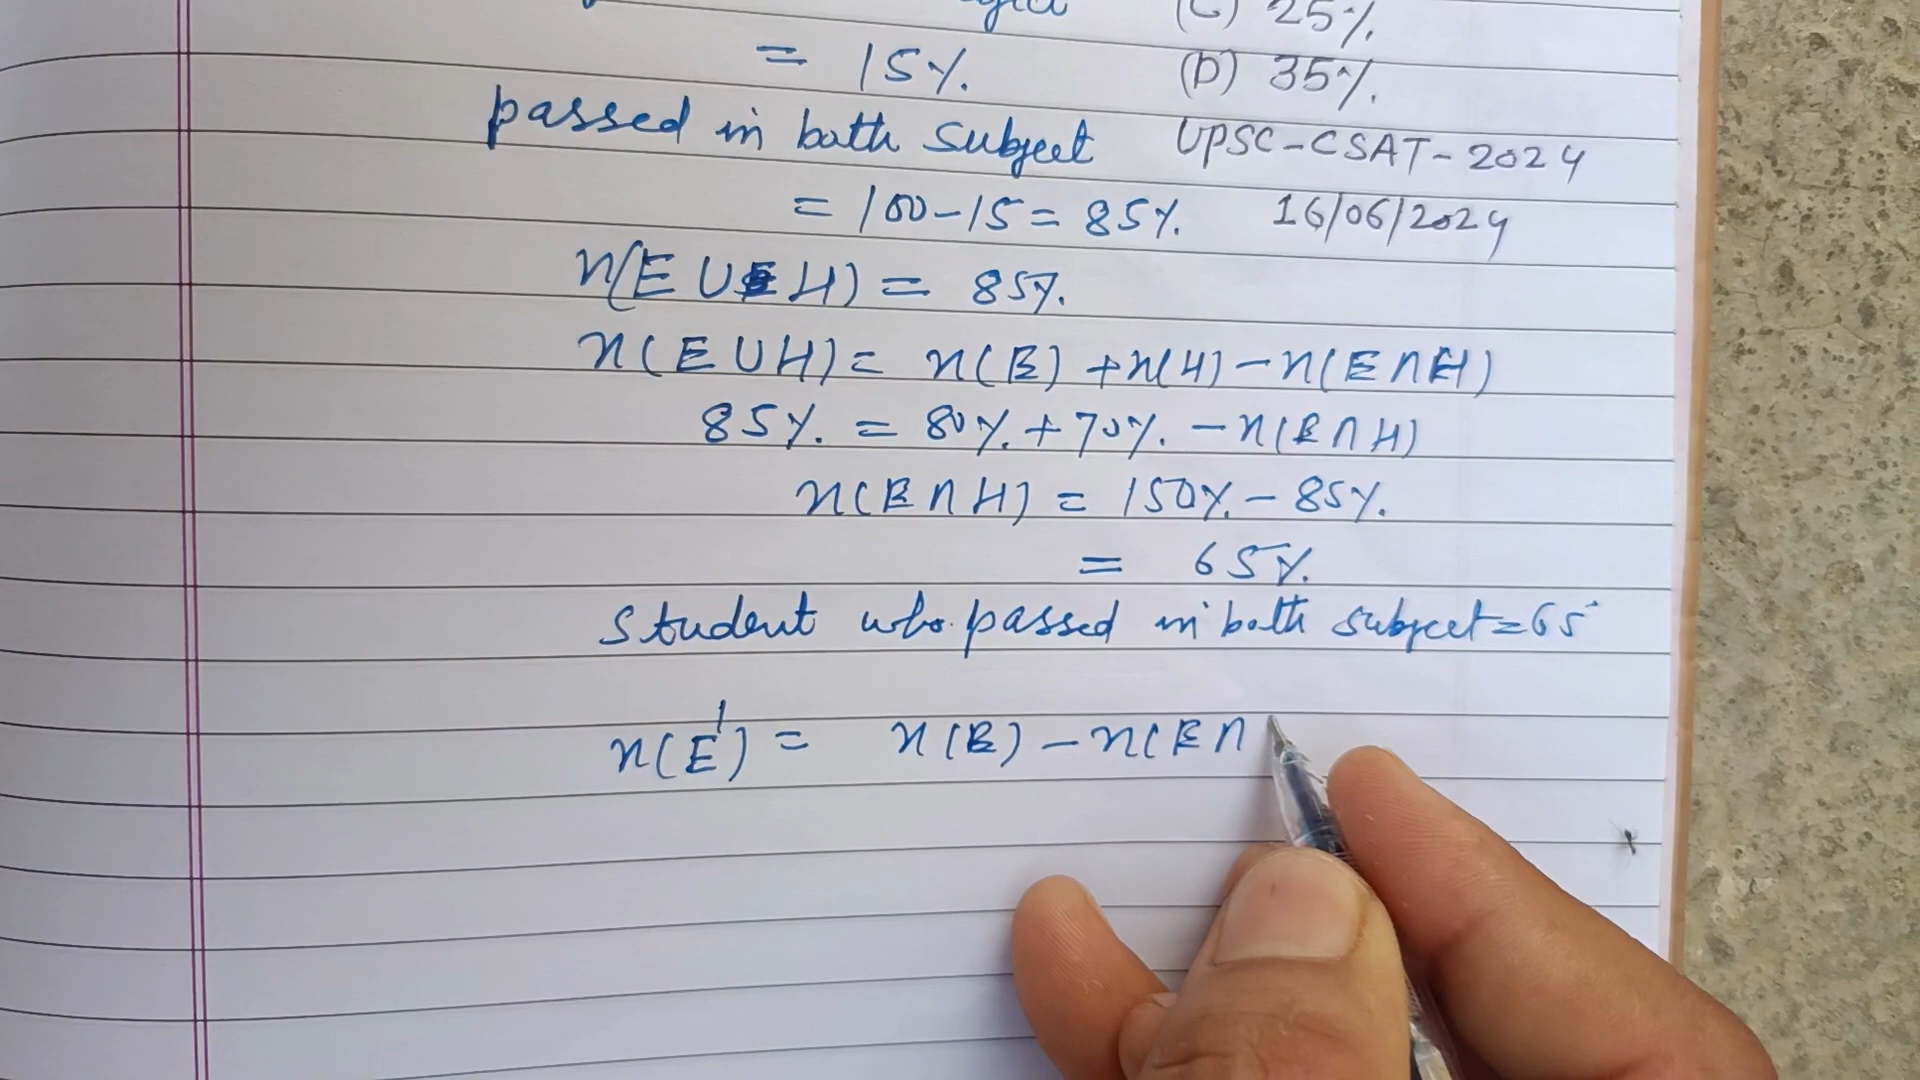 (C) 25%.
= 15%.
(D) 35%.
passed in both subject
UPSC-CSAT-2024
= 100-15 = 85%.
16/06/2024
n(E U H) = 85%.
n(E U H) = n(E) + n(H) - n(E ∩ H)
85%. = 80%. + 70%. - n(E ∩ H)
n(E ∩ H) = 150%. - 85%.
= 65%.
Student who passed in both subject = 65
n(E') = n(E) - n(E ∩